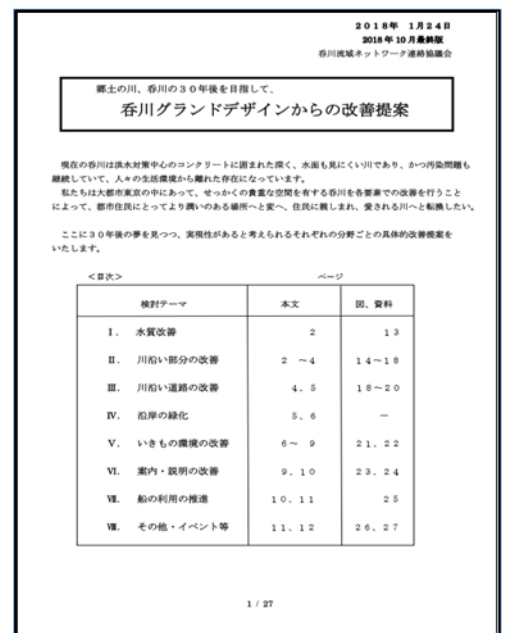 2018年 1月24日
2018年10月最終版
呑川流域ネットワーク連絡協議会
郷土の川、呑川の30年後を目指して、
呑川グランドデザインからの改善提案
現在の呑川は洪水対策中心のコンクリートに囲まれた深く、水面も見にくい川であり、かつ汚染問題も
継続していて、人々の生活環境から離れた存在になっています。
私たちは大都市東京の中にあって、せっかくの貴重な空間を有する呑川を各要素での改善を行うこと
によって、都市住民にとってより潤いのある場所へと変へ、住民に親しまれ、愛される川へと転換したい。
ここに30年後の夢を見つつ、実現性があると考えられるそれぞれの分野ごとの具体的改善提案を
いたします。
<目次> ページ
検討テーマ 本文 図、資料
Ⅰ. 水質改善 2 13
Ⅱ. 川沿い部分の改善 2 ~4 14~18
Ⅲ. 川沿い道路の改善 4、5 18~20
Ⅳ. 沿岸の緑化 5、6 ―
Ⅴ. いきもの環境の改善 6~ 9 21、22
Ⅵ. 案内・説明の改善 9、10 23、24
Ⅶ. 船の利用の推進 10、11 25
Ⅷ. その他・イベント等 11、12 26、27
1 / 27